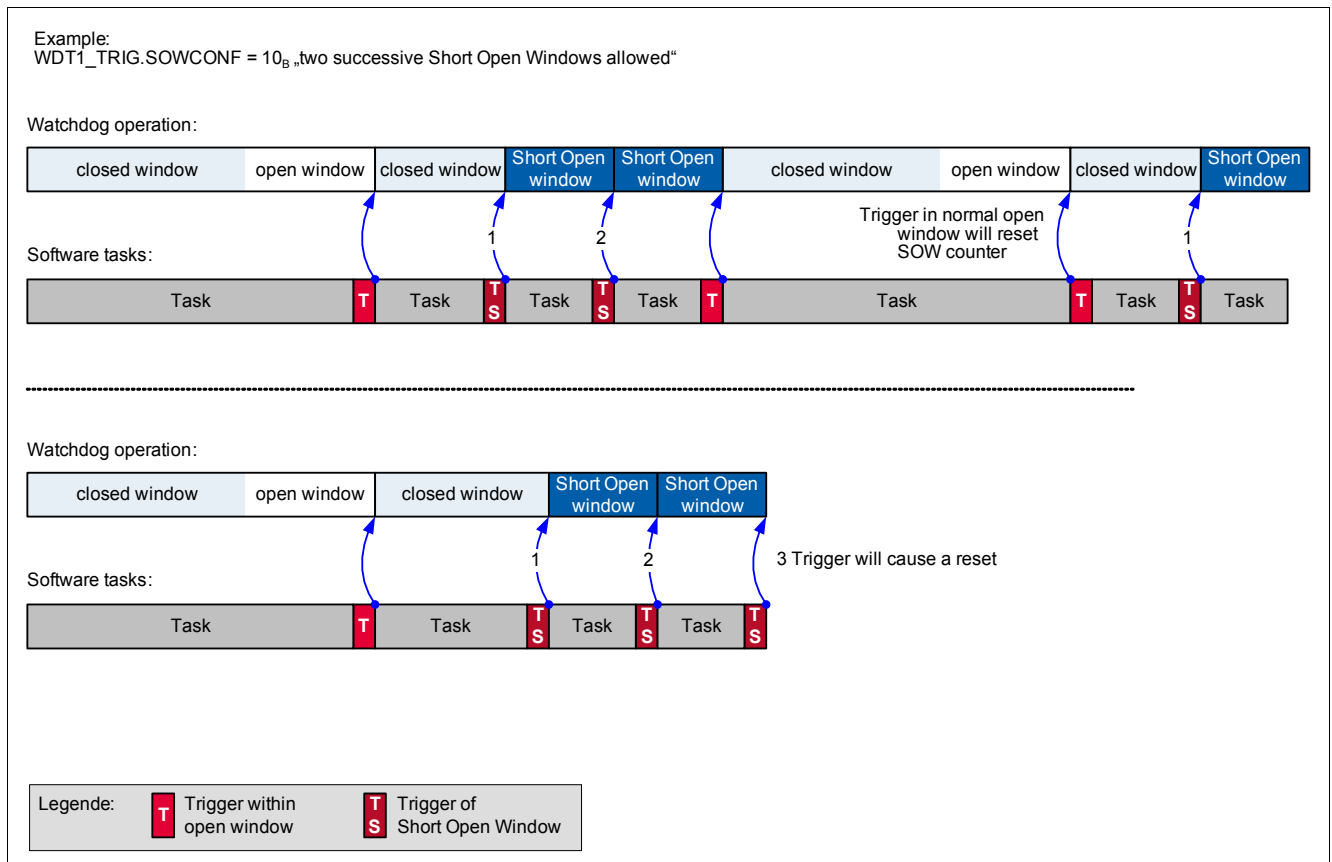 Example:
WDT1_TRIG.SOWCONF = 10B „two successive Short Open Windows allowed“
Watchdog operation:
closed window
open window
closed window
Short Open
window
Short Open
window
closed window
open window
closed window
Short Open
window
1
2
Trigger in normal open
window will reset
SOW counter
1
Software tasks:
Task
T
Task
T
S
Task
T
S
Task
T
Task
T
Task
T
S
Task
Watchdog operation:
closed window
open window
closed window
Short Open
window
Short Open
window
1
2
3 Trigger will cause a reset
Software tasks:
Task
T
Task
T
S
Task
T
S
Task
T
S
Legende:
T
Trigger within
open window
T
S
Trigger of
Short Open Window